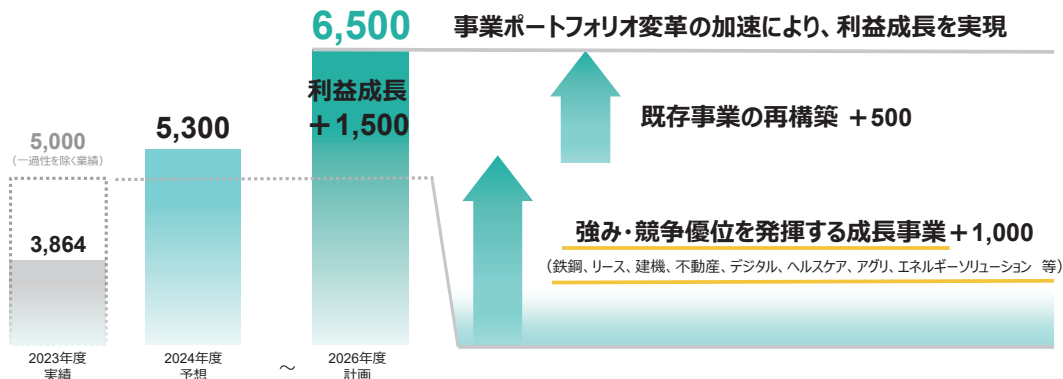 6,500
事業ポートフォリオ変革の加速により、利益成長を実現
利益成長
+1,500
既存事業の再構築 +500
5,300
5,000
(一過性を除く業績)
3,864
強み・競争優位を発揮する成長事業+1,000
(鉄鋼、リース、建機、不動産、デジタル、ヘルスケア、アグリ、エネルギーソリューション 等)
2023年度
実績
2024年度
予想
～
2026年度
計画